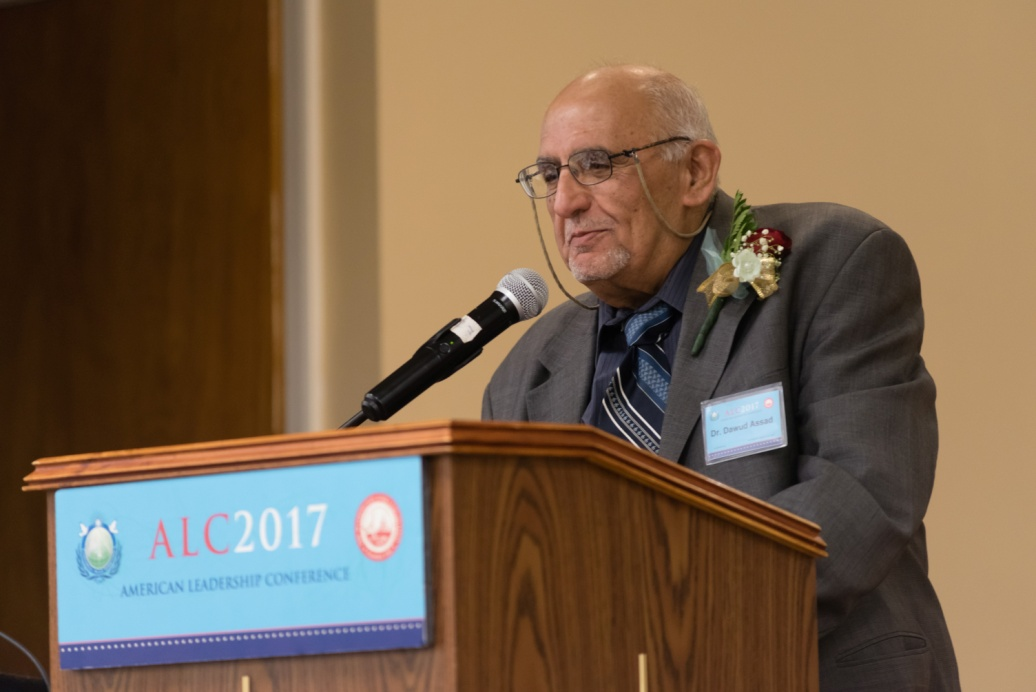 ALC2017
Dr. Dawud Assad
ALC2017
AMERICAN LEADERSHIP CONFERENCE